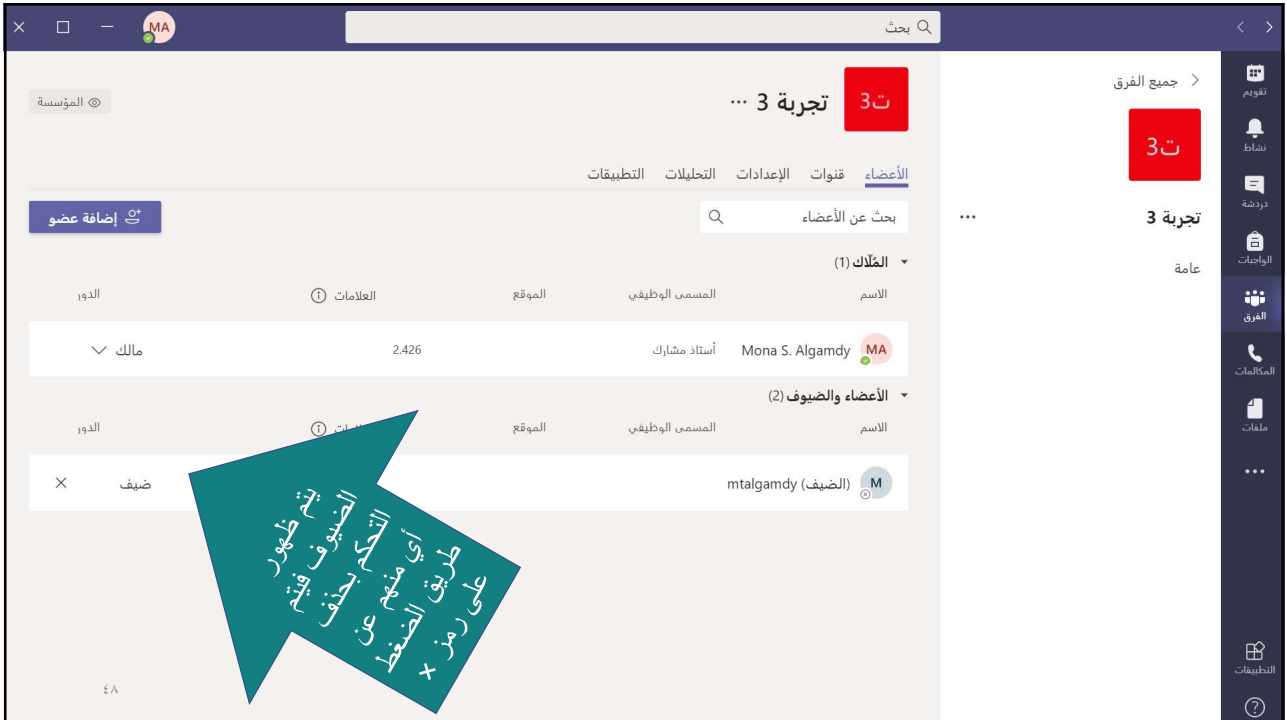 بحث
MA
تقويم
نشاط
دردشة
الواجبات
الفرق
المكالمات
ملفات
التطبيقات
جميع الفرق
ت3
تجربة 3
عامة
ت3
تجربة 3
المؤسسة
الأعضاء قنوات الإعدادات التحليلات التطبيقات
بحث عن الأعضاء
إضافة عضو
المُلّاك (1)
الاسم المسمى الوظيفي الموقع العلامات الدور
MA Mona S. Algamdy أستاذ مشارك 2.426 مالك
الأعضاء والضيوف (2)
الاسم المسمى الوظيفي الموقع الدور
M mtalgamdy (الضيف) ضيف
يتم ظهور
الضيوف فيتم
التحكم بحذف
أي منهم عن
طريق الضغط
على رمز ×
٤٨